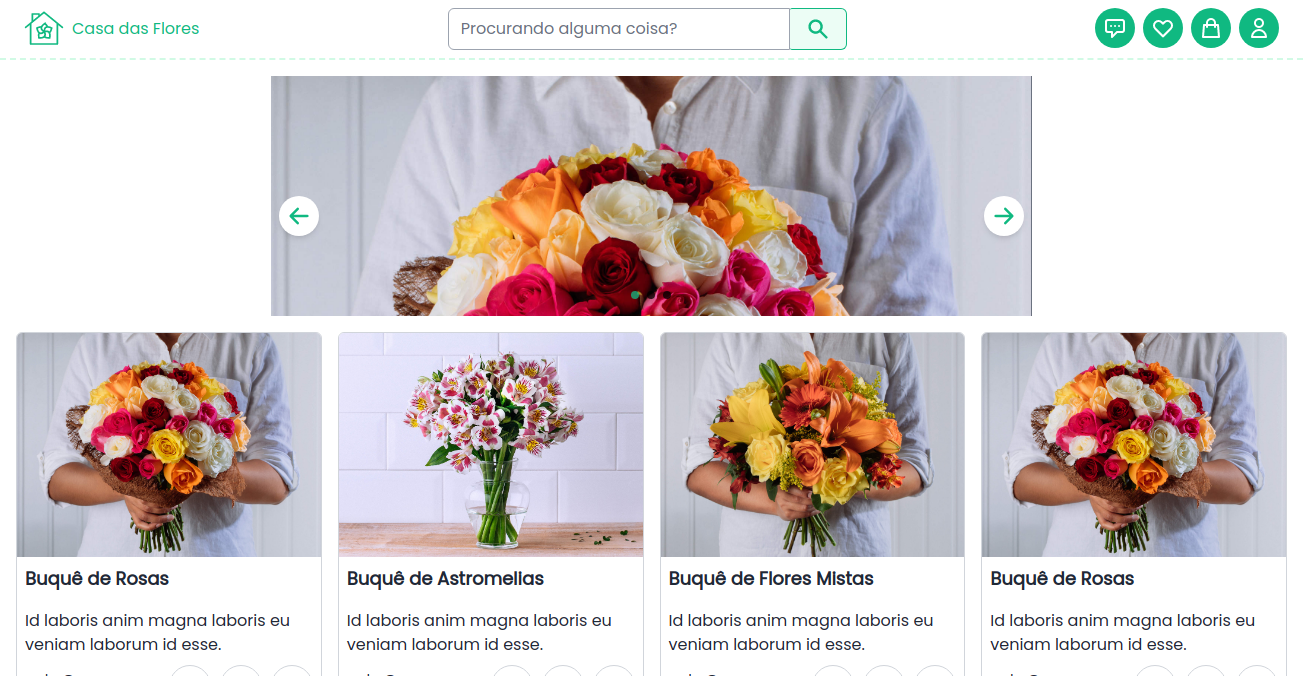 Casa das Flores
Procurando alguma coisa?
Buquê de Rosas
Buquê de Astromelias
Buquê de Flores Mistas
Buquê de Rosas
Id laboris anim magna laboris eu
veniam laborum id esse.
Id laboris anim magna laboris eu
veniam laborum id esse.
Id laboris anim magna laboris eu
veniam laborum id esse.
Id laboris anim magna laboris eu
veniam laborum id esse.